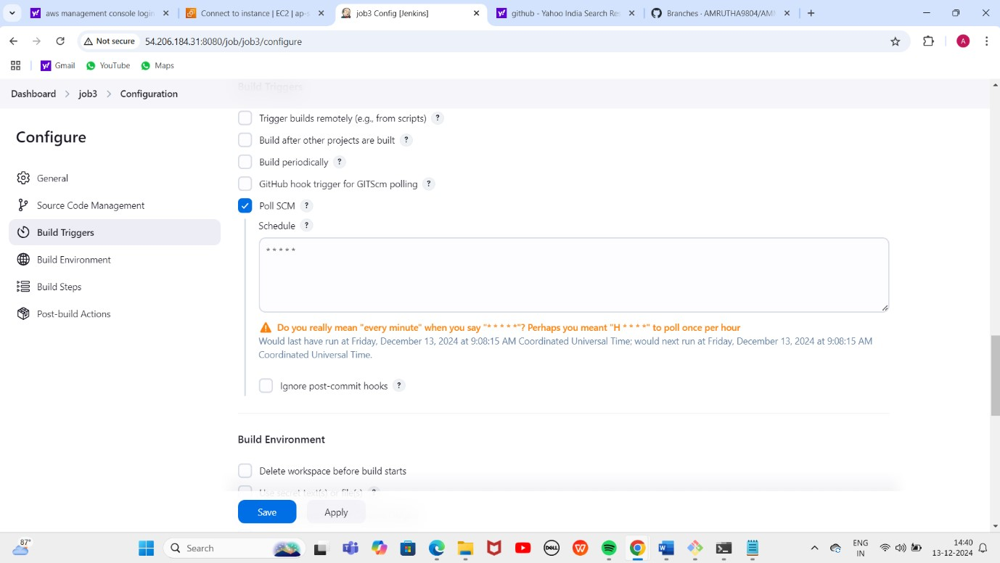 aws management console login
Connect to instance | EC2 | ap-s
job3 Config [Jenkins]
github - Yahoo India Search Res
Branches · AMRUTHA9804/AMR
Not secure
54.206.184.31:8080/job/job3/configure
A
Gmail
YouTube
Maps
Dashboard > job3 > Configuration
Build Triggers
Configure
General
Source Code Management
Build Triggers
Build Environment
Build Steps
Post-build Actions
Trigger builds remotely (e.g., from scripts) ?
Build after other projects are built ?
Build periodically ?
GitHub hook trigger for GITScm polling ?
Poll SCM ?
Schedule ?
* * * * *
Do you really mean "every minute" when you say "* * * * *"? Perhaps you meant "H * * * *" to poll once per hour
Would last have run at Friday, December 13, 2024 at 9:08:15 AM Coordinated Universal Time; would next run at Friday, December 13, 2024 at 9:08:15 AM
Coordinated Universal Time.
Ignore post-commit hooks ?
Build Environment
Delete workspace before build starts
Use secret text(s) or file(s) ?
Save
Apply
87°
Search
DELL
ENG
IN
14:40
13-12-2024